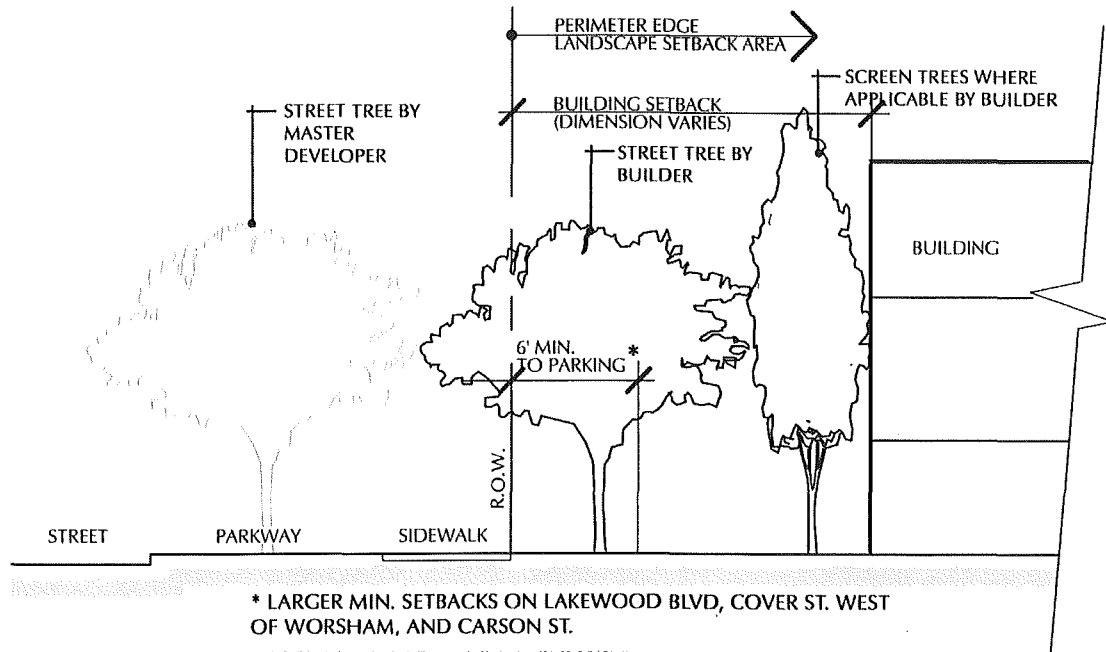 PERIMETER EDGE
LANDSCAPE SETBACK AREA
SCREEN TREES WHERE
APPLICABLE BY BUILDER
STREET TREE BY
MASTER
DEVELOPER
BUILDING SETBACK
(DIMENSION VARIES)
STREET TREE BY
BUILDER
BUILDING
6' MIN. *
TO PARKING
R.O.W.
STREET
PARKWAY
SIDEWALK
* LARGER MIN. SETBACKS ON LAKEWOOD BLVD, COVER ST. WEST
OF WORSHAM, AND CARSON ST.